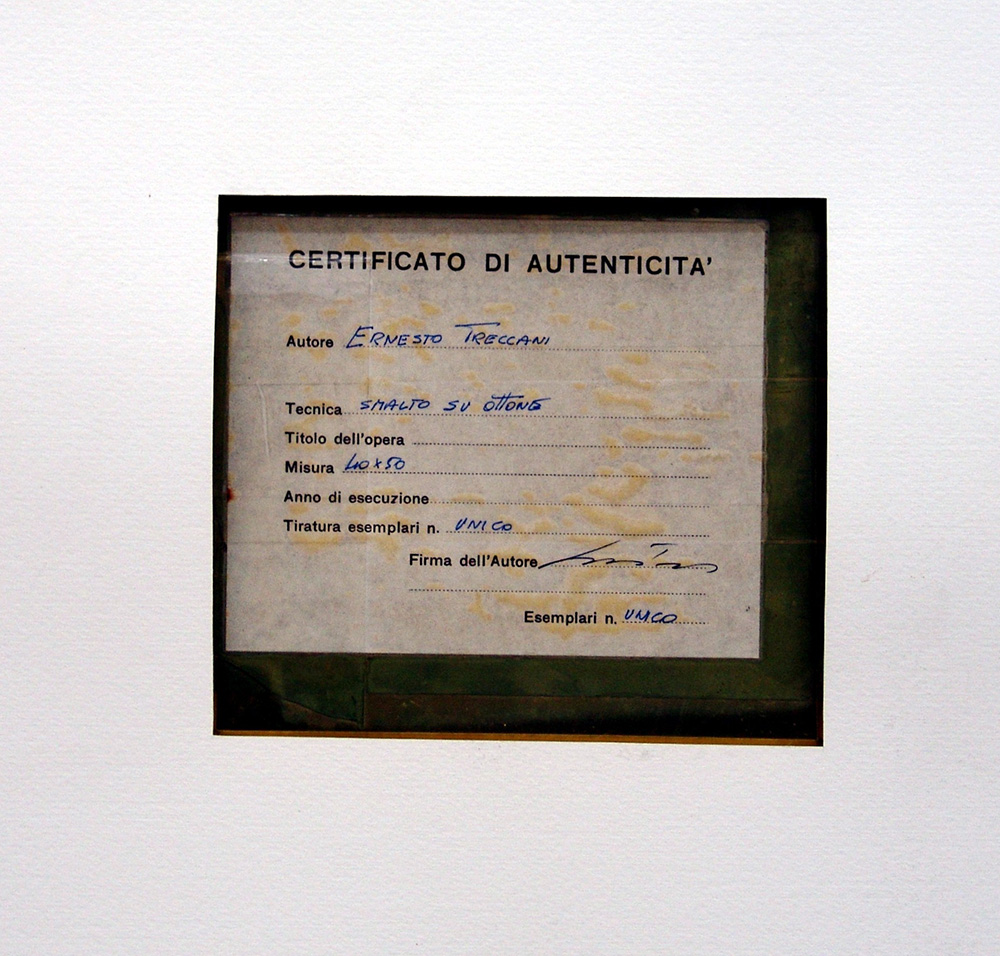 CERTIFICATO DI AUTENTICITA'
Autore ERNESTO TRECCANI
Tecnica SMALTO SU OTTONE
Titolo dell'opera
Misura 40x50
Anno di esecuzione
Tiratura esemplari n. UNICO
Firma dell'Autore
Esemplari n. UNICO